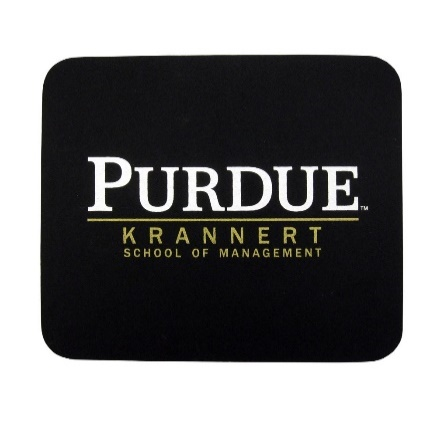 PURDUE™
KRANNERT
SCHOOL OF MANAGEMENT